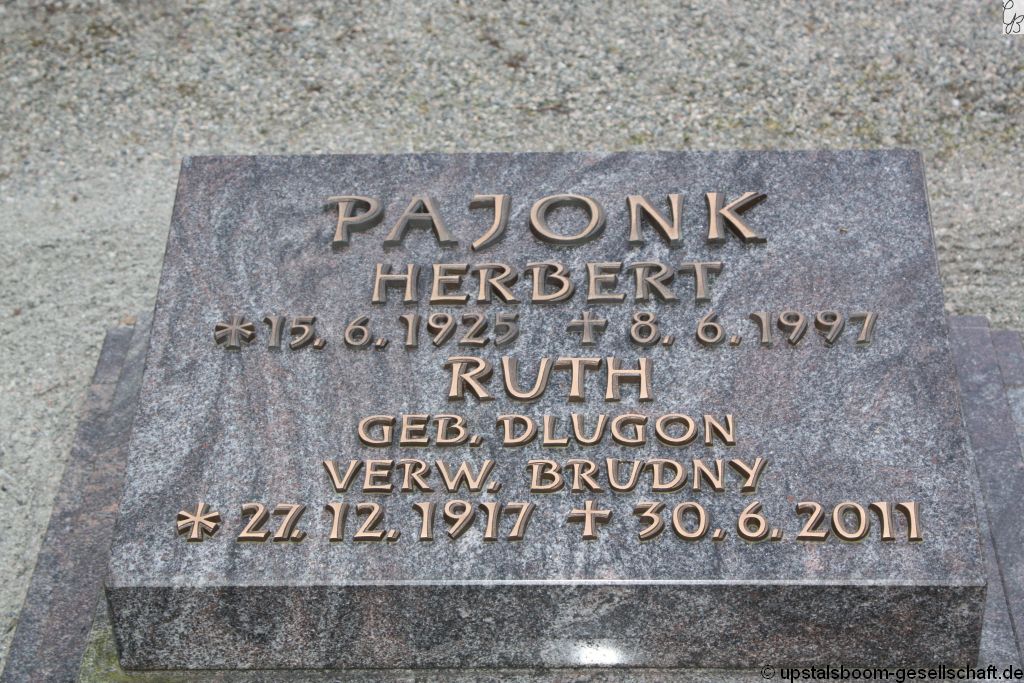 PAJONK
HERBERT
* 15. 6. 1925 † 8. 6. 1997
RUTH
GEB. DLUGON
VERW. BRUDNY
* 27. 12. 1917 † 30. 6. 2011
© upstalsboom-gesellschaft.de